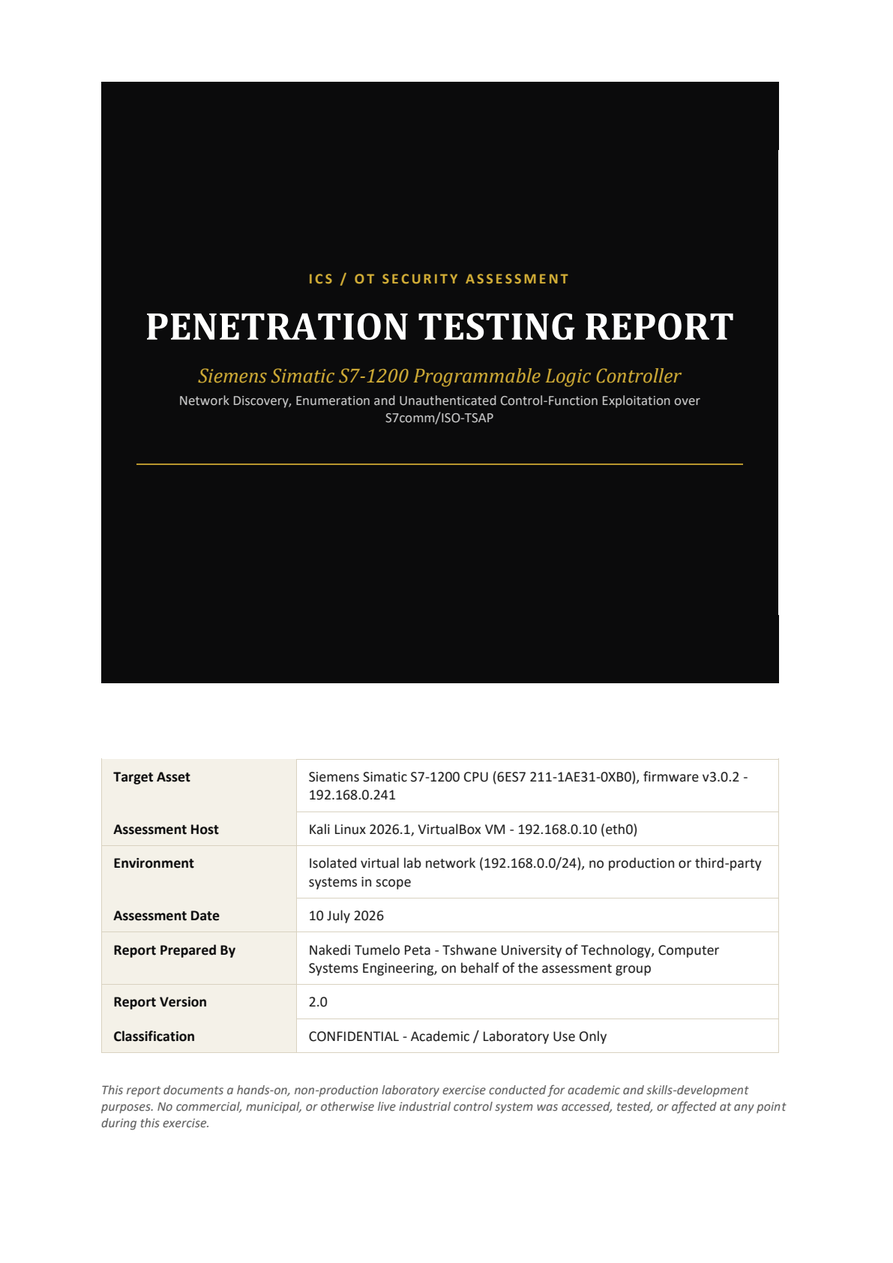 ICS / OT SECURITY ASSESSMENT
PENETRATION TESTING REPORT
Siemens Simatic S7-1200 Programmable Logic Controller
Network Discovery, Enumeration and Unauthenticated Control-Function Exploitation over
S7comm/ISO-TSAP
Target Asset
Siemens Simatic S7-1200 CPU (6ES7 211-1AE31-0XB0), firmware v3.0.2 -
192.168.0.241
Assessment Host
Kali Linux 2026.1, VirtualBox VM - 192.168.0.10 (eth0)
Environment
Isolated virtual lab network (192.168.0.0/24), no production or third-party
systems in scope
Assessment Date
10 July 2026
Report Prepared By
Nakedi Tumelo Peta - Tshwane University of Technology, Computer
Systems Engineering, on behalf of the assessment group
Report Version
2.0
Classification
CONFIDENTIAL - Academic / Laboratory Use Only
This report documents a hands-on, non-production laboratory exercise conducted for academic and skills-development
purposes. No commercial, municipal, or otherwise live industrial control system was accessed, tested, or affected at any point
during this exercise.